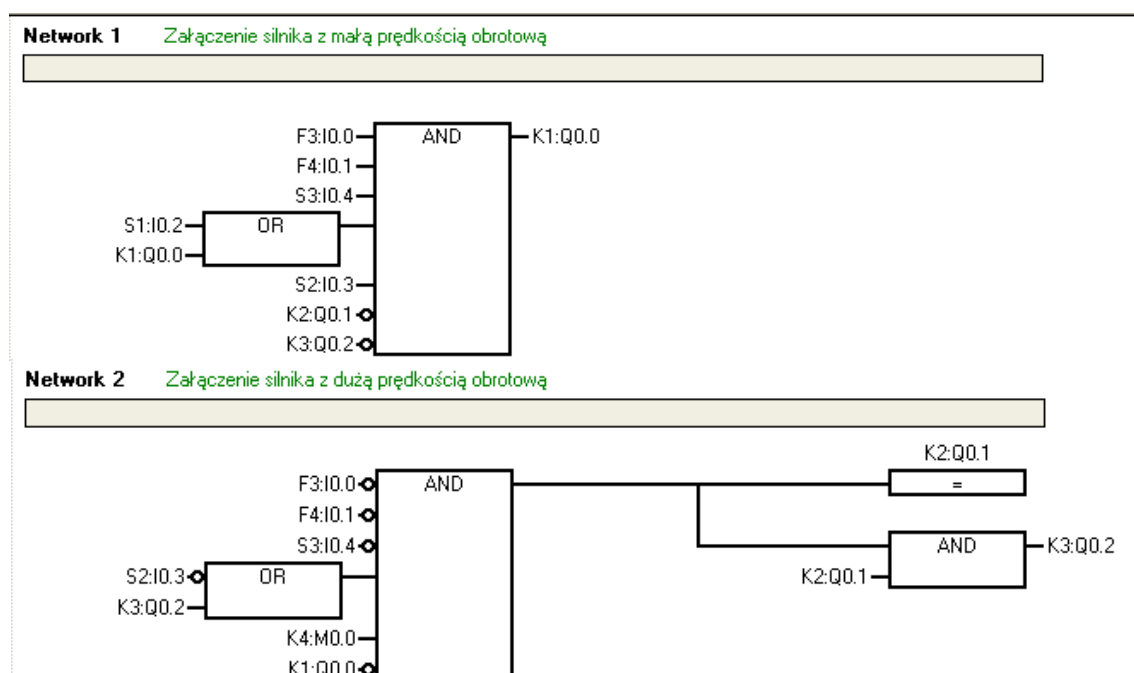 Network 1 Załączenie silnika z małą prędkością obrotową
F3:I0.0 AND K1:Q0.0
F4:I0.1
S3:I0.4
S1:I0.2 OR
K1:Q0.0
S2:I0.3
K2:Q0.1
K3:Q0.2
Network 2 Załączenie silnika z dużą prędkością obrotową
K2:Q0.1
F3:I0.0 AND =
F4:I0.1
S3:I0.4 AND K3:Q0.2
S2:I0.3 OR K2:Q0.1
K3:Q0.2
K4:M0.0
K1:Q0.0